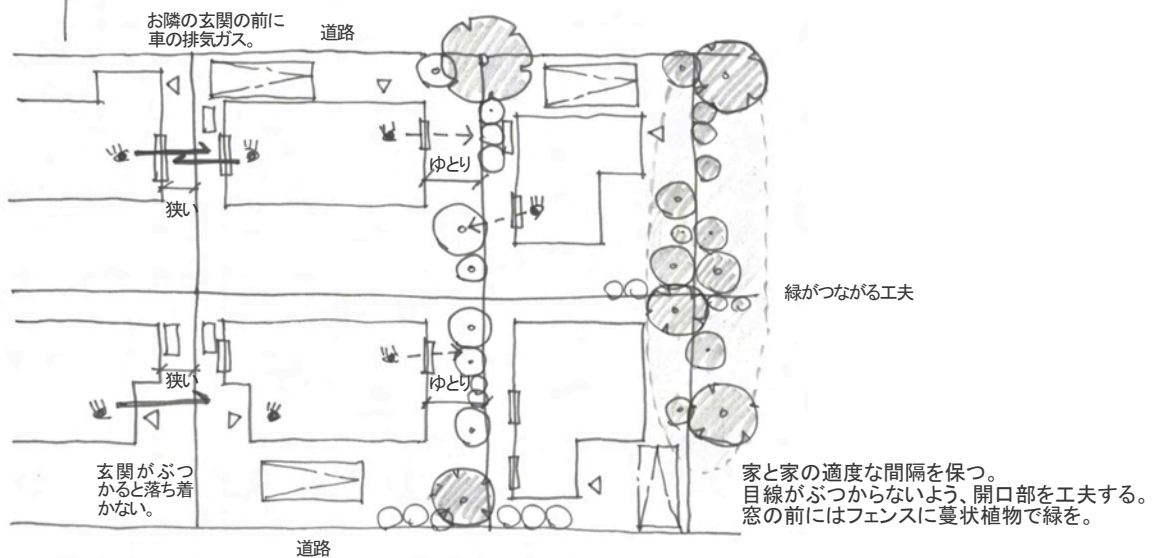 お隣の玄関の前に
車の排気ガス。
道路
ゆとり
狭い
緑がつながる工夫
狭い
ゆとり
玄関がぶつ
かると落ち着
かない。
家と家の適度な間隔を保つ。
目線がぶつからないよう、開口部を工夫する。
窓の前にはフェンスに蔓状植物で緑を。
道路